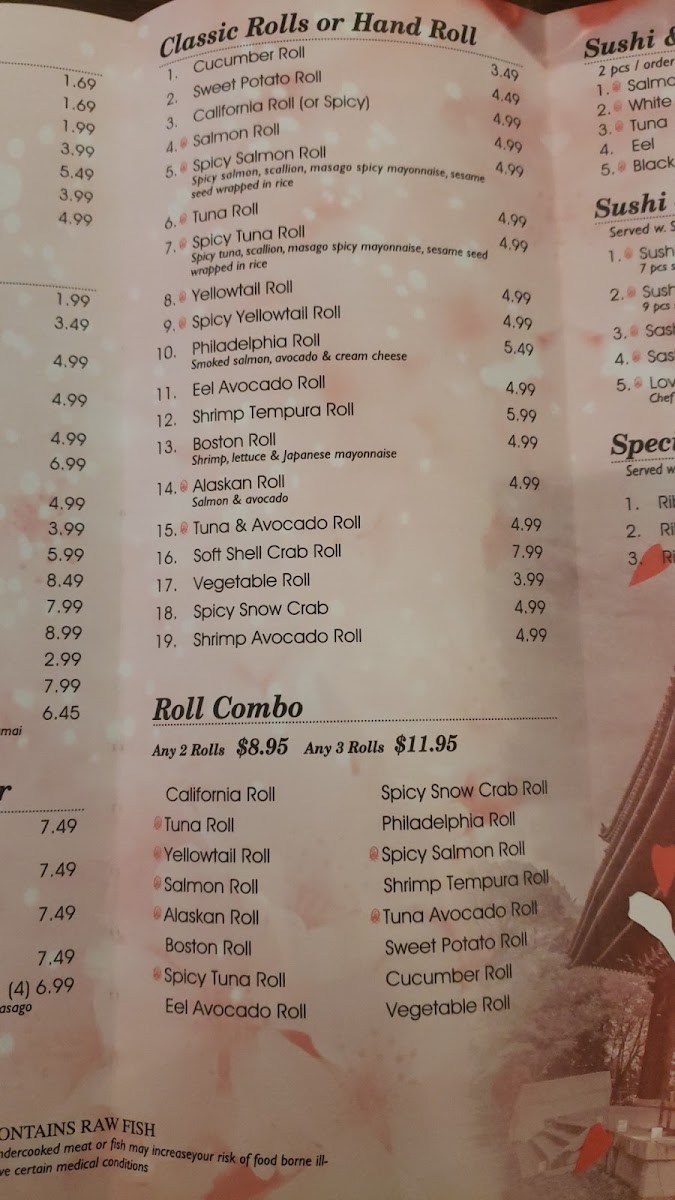 1.69
1.69
1.99
3.99
5.49
3.99
4.99
1.99
3.49
4.99
4.99
4.99
6.99
4.99
3.99
5.99
8.49
7.99
8.99
2.99
7.99
6.45
mai
r
7.49
7.49
7.49
7.49
(4) 6.99
asago
Classic Rolls or Hand Roll
1. Cucumber Roll 3.49
2. Sweet Potato Roll 4.49
3. California Roll (or Spicy) 4.99
4. Salmon Roll 4.99
5. Spicy Salmon Roll 4.99
Spicy salmon, scallion, masago spicy mayonnaise, sesame
seed wrapped in rice
6. Tuna Roll 4.99
7. Spicy Tuna Roll 4.99
Spicy tuna, scallion, masago spicy mayonnaise, sesame seed
wrapped in rice
8. Yellowtail Roll 4.99
9. Spicy Yellowtail Roll 4.99
10. Philadelphia Roll 5.49
Smoked salmon, avocado & cream cheese
11. Eel Avocado Roll 4.99
12. Shrimp Tempura Roll 5.99
13. Boston Roll 4.99
Shrimp, lettuce & Japanese mayonnaise
14. Alaskan Roll 4.99
Salmon & avocado
15. Tuna & Avocado Roll 4.99
16. Soft Shell Crab Roll 7.99
17. Vegetable Roll 3.99
18. Spicy Snow Crab 4.99
19. Shrimp Avocado Roll 4.99
Roll Combo
Any 2 Rolls $8.95 Any 3 Rolls $11.95
California Roll
Tuna Roll
Yellowtail Roll
Salmon Roll
Alaskan Roll
Boston Roll
Spicy Tuna Roll
Eel Avocado Roll
Spicy Snow Crab Roll
Philadelphia Roll
Spicy Salmon Roll
Shrimp Tempura Roll
Tuna Avocado Roll
Sweet Potato Roll
Cucumber Roll
Vegetable Roll
Sushi &
2 pcs / order
1. Salmo
2. White
3. Tuna
4. Eel
5. Black
Sushi
Served w. S
1. Sush
7 pcs s
2. Sush
9 pcs
3. Sash
4. Sas
5. Lov
Chef
Speci
Served w
1. Rib
2. Ri
3. Ri
ONTAINS RAW FISH
ndercooked meat or fish may increaseyour risk of food borne ill-
ve certain medical conditions